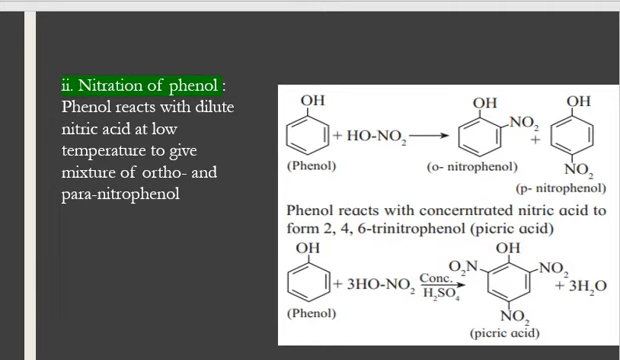 ii. Nitration of phenol :
Phenol reacts with dilute
nitric acid at low
temperature to give
mixture of ortho- and
para-nitrophenol
OH OH OH
+ HO-NO2 NO2 +
(Phenol) (o- nitrophenol) NO2
(p- nitrophenol)
Phenol reacts with concerntrated nitric acid to
form 2, 4, 6-trinitrophenol (picric acid)
OH OH
+ 3HO-NO2 Conc. H2SO4 O2N NO2 + 3H2O
(Phenol) NO2
(picric acid)